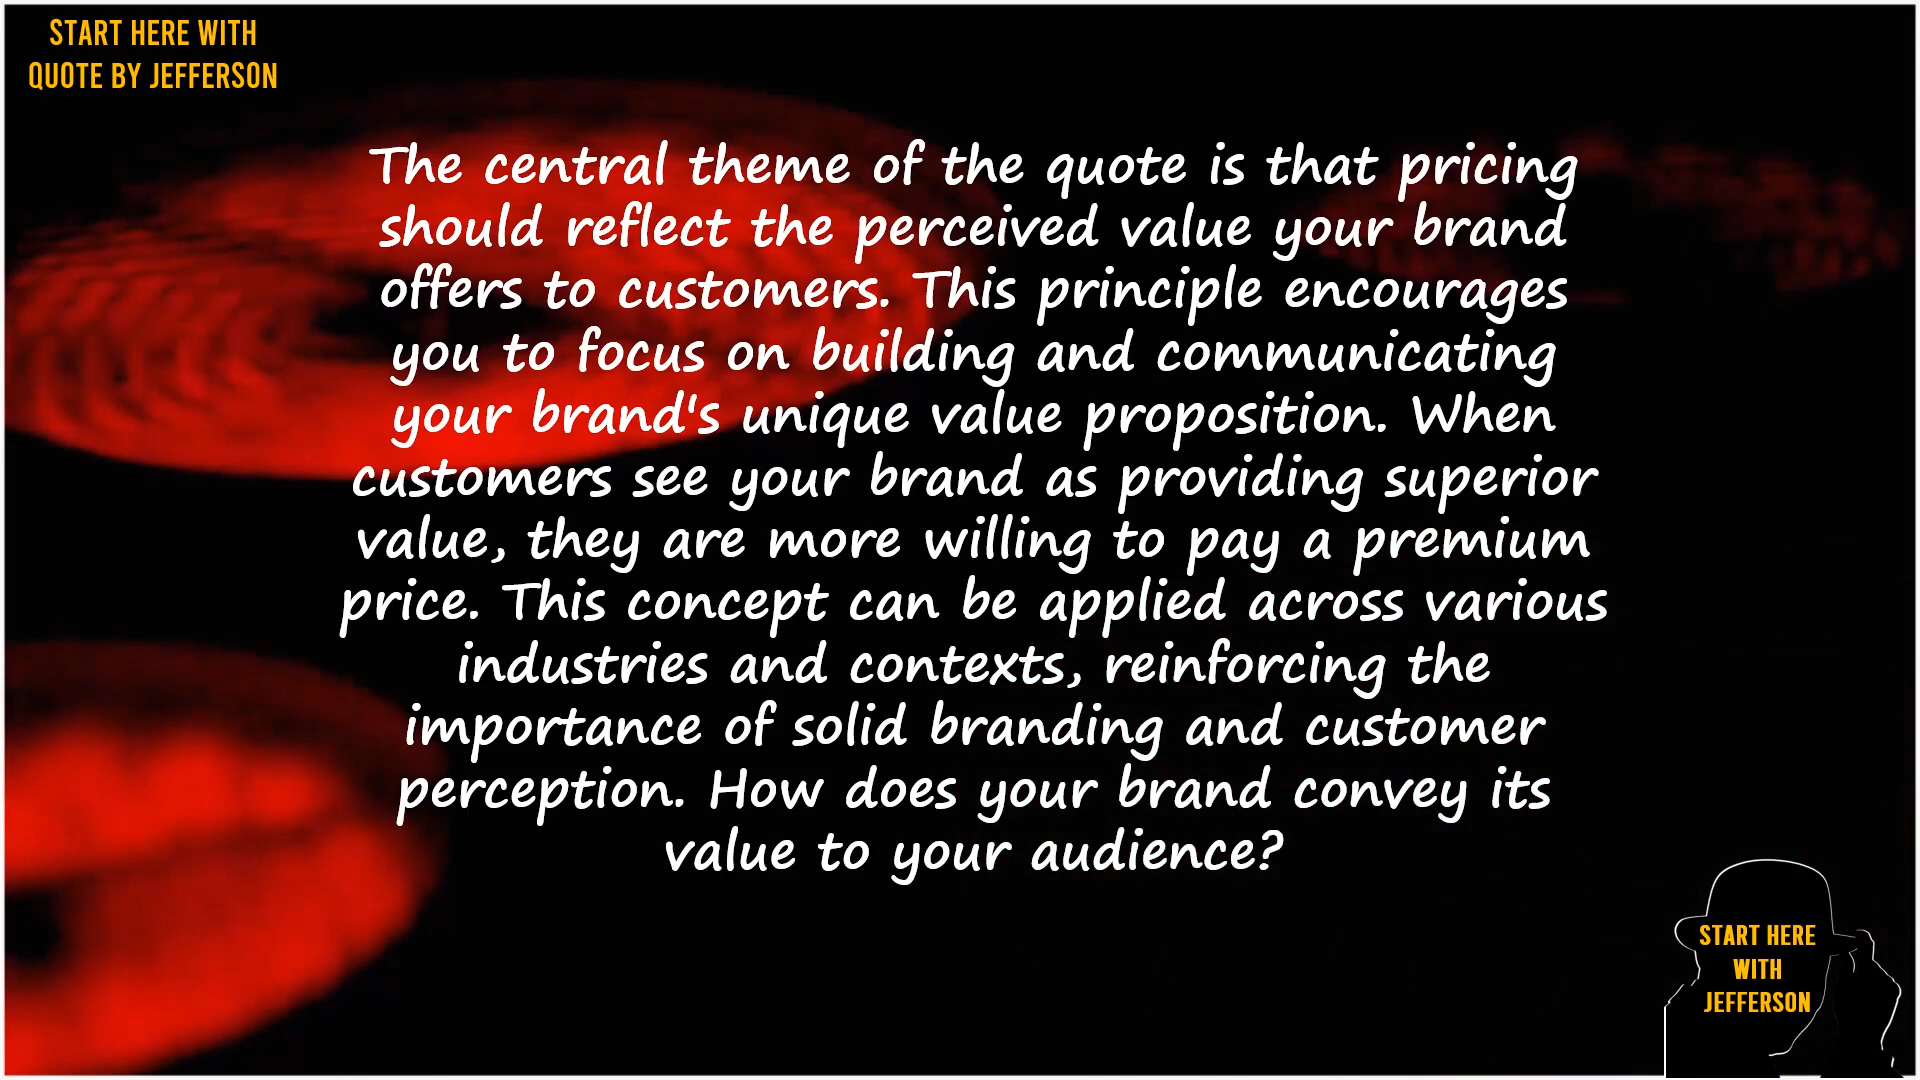 START HERE WITH
QUOTE BY JEFFERSON
The central theme of the quote is that pricing
should reflect the perceived value your brand
offers to customers. This principle encourages
you to focus on building and communicating
your brand's unique value proposition. When
customers see your brand as providing superior
value, they are more willing to pay a premium
price. This concept can be applied across various
industries and contexts, reinforcing the
importance of solid branding and customer
perception. How does your brand convey its
value to your audience?
START HERE
WITH
JEFFERSON